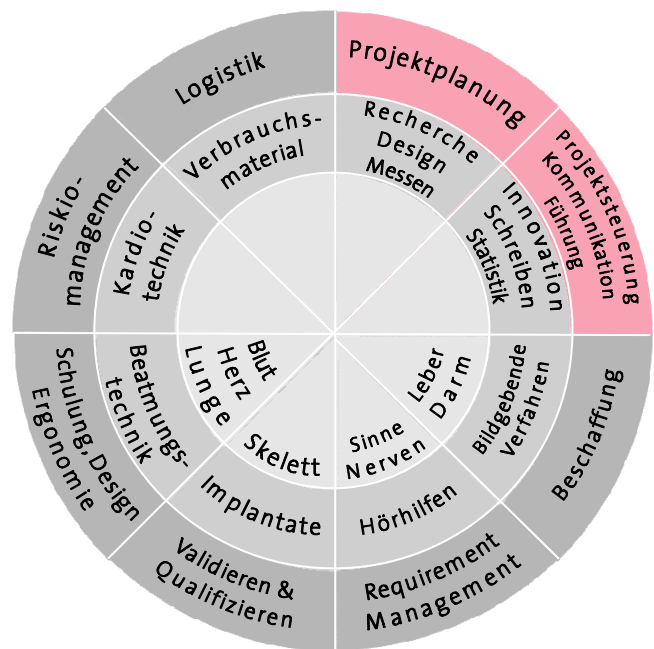 Projektplanung
Projektsteuerung
Kommunikation
Führung
Beschaffung
Requirement
Management
Validieren &
Qualifizieren
Schulung, Design
Ergonomie
Riskio-
management
Logistik
Recherche
Design
Messen
Innovation
Schreiben
Statistik
Bildgebende
Verfahren
Hörhilfen
Implantate
Beatmungs-
technik
Kardio-
technik
Verbrauchs-
material
Leber
Darm
Sinne
Nerven
Skelett
Blut
Herz
Lunge